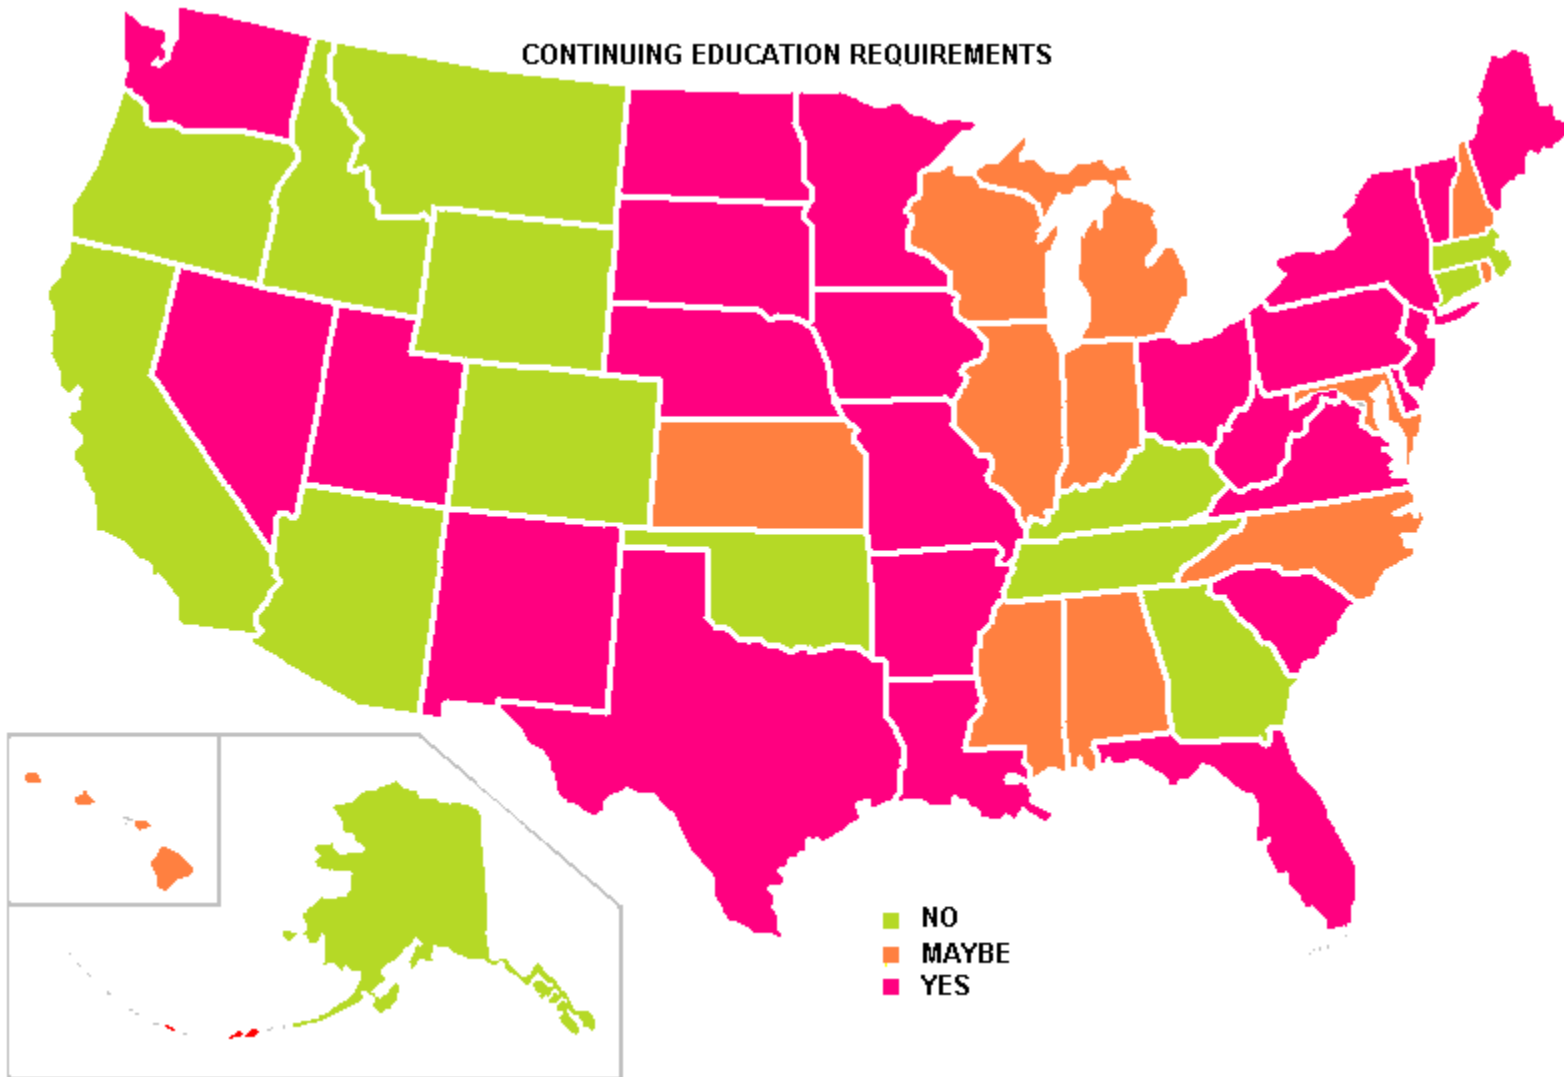 CONTINUING EDUCATION REQUIREMENTS
NO
MAYBE
YES